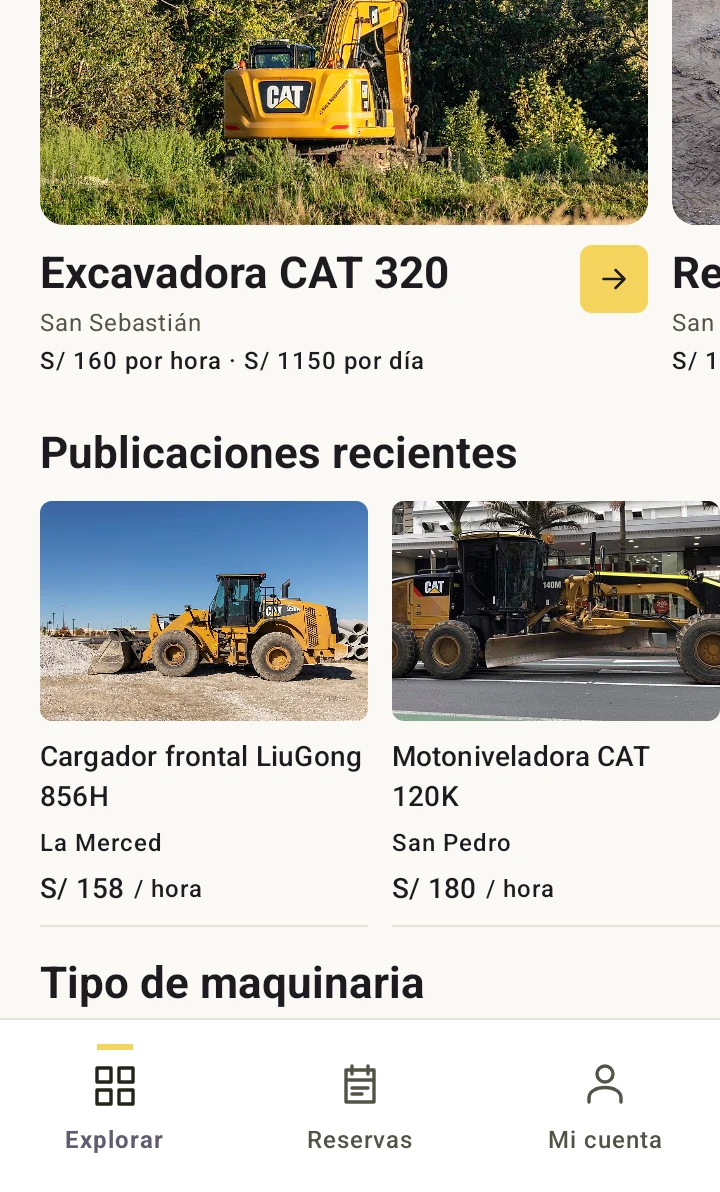 CAT
Excavadora CAT 320
San Sebastián
S/ 160 por hora · S/ 1150 por día
Re
San
S/ 1
Publicaciones recientes
CAT
CAT
140M
Cargador frontal LiuGong
856H
La Merced
S/ 158 / hora
Motoniveladora CAT
120K
San Pedro
S/ 180 / hora
Tipo de maquinaria
Explorar
Reservas
Mi cuenta